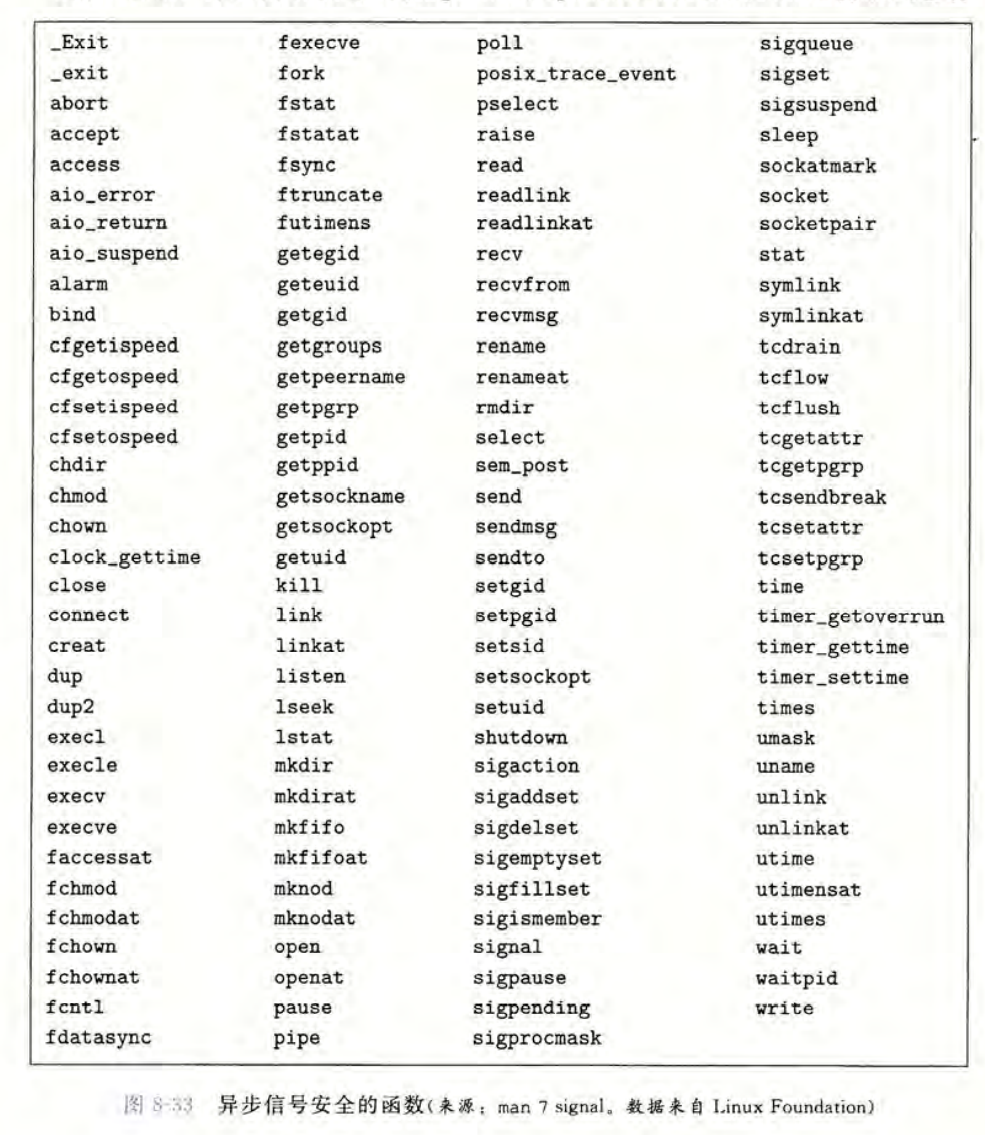 _Exit fexecve poll sigqueue
_exit fork posix_trace_event sigset
abort fstat pselect sigsuspend
accept fstatat raise sleep
access fsync read sockatmark
aio_error ftruncate readlink socket
aio_return futimens readlinkat socketpair
aio_suspend getegid recv stat
alarm geteuid recvfrom symlink
bind getgid recvmsg symlinkat
cfgetispeed getgroups rename tcdrain
cfgetospeed getpeername renameat tcflow
cfsetispeed getpgrp rmdir tcflush
cfsetospeed getpid select tcgetattr
chdir getppid sem_post tcgetpgrp
chmod getsockname send tcsendbreak
chown getsockopt sendmsg tcsetattr
clock_gettime getuid sendto tcsetpgrp
close kill setgid time
connect link setpgid timer_getoverrun
creat linkat setsid timer_gettime
dup listen setsockopt timer_settime
dup2 lseek setuid times
execl lstat shutdown umask
execle mkdir sigaction uname
execv mkdirat sigaddset unlink
execve mkfifo sigdelset unlinkat
faccessat mkfifoat sigemptyset utime
fchmod mknod sigfillset utimensat
fchmodat mknodat sigismember utimes
fchown open signal wait
fchownat openat sigpause waitpid
fcntl pause sigpending write
fdatasync pipe sigprocmask
图 8-33 异步信号安全的函数(来源:man 7 signal。数据来自 Linux Foundation)